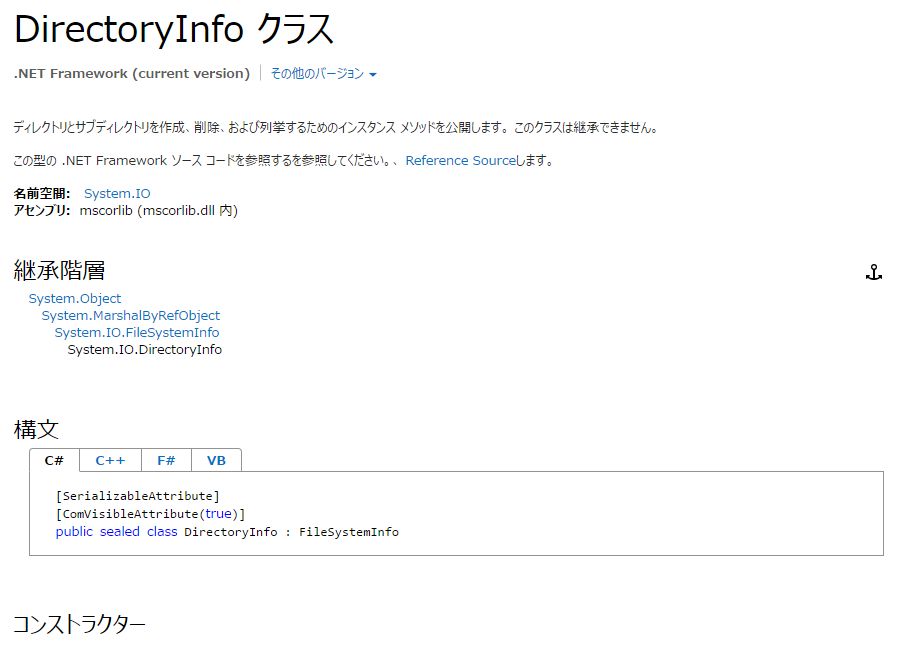 DirectoryInfo クラス
.NET Framework (current version) その他のバージョン
ディレクトリとサブディレクトリを作成、削除、および列挙するためのインスタンス メソッドを公開します。 このクラスは継承できません。
この型の .NET Framework ソース コードを参照するを参照してください。、 Reference Sourceします。
名前空間: System.IO
アセンブリ: mscorlib (mscorlib.dll 内)
継承階層
System.Object
System.MarshalByRefObject
System.IO.FileSystemInfo
System.IO.DirectoryInfo
構文
C# C++ F# VB
[SerializableAttribute]
[ComVisibleAttribute(true)]
public sealed class DirectoryInfo : FileSystemInfo
コンストラクター